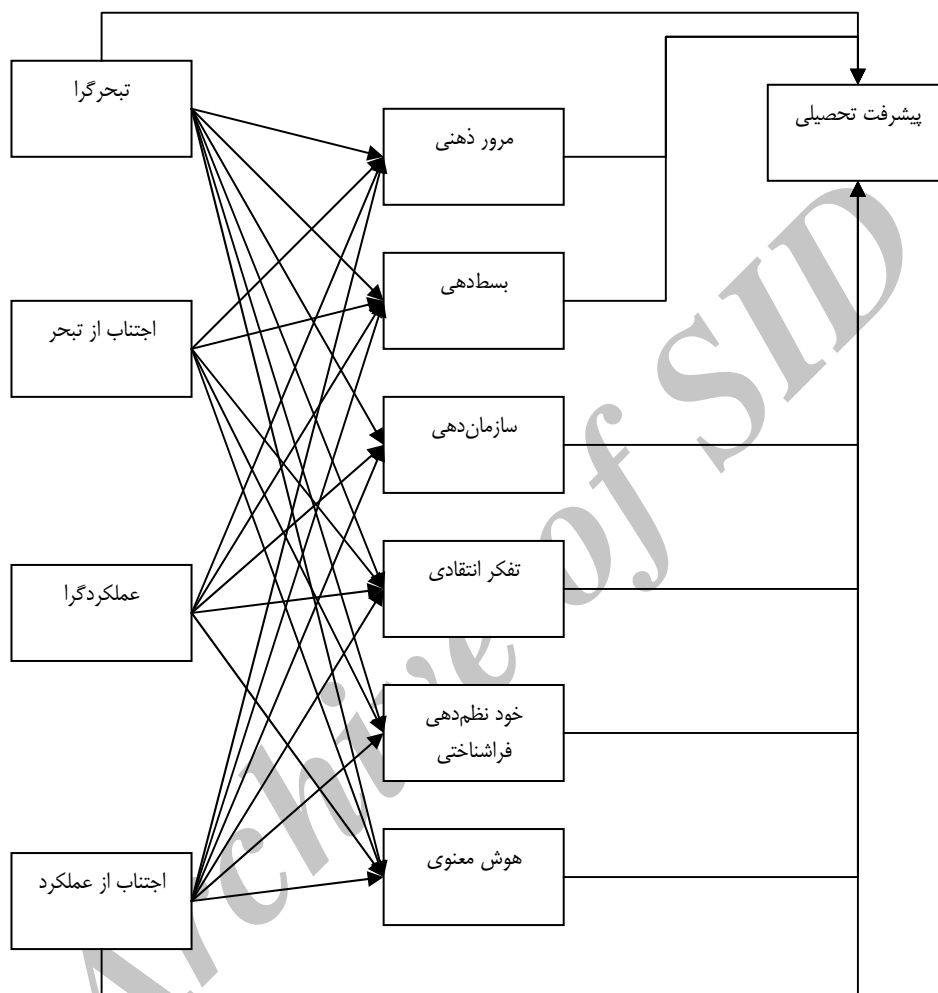 تبحرگرا
پیشرفت تحصیلی
مرور ذهنی
بسط‌دهی
اجتناب از تبحر
سازمان‌دهی
تفکر انتقادی
عملکردگرا
خود نظم‌دهی
فراشناختی
هوش معنوی
اجتناب از عملکرد
Archive of SID